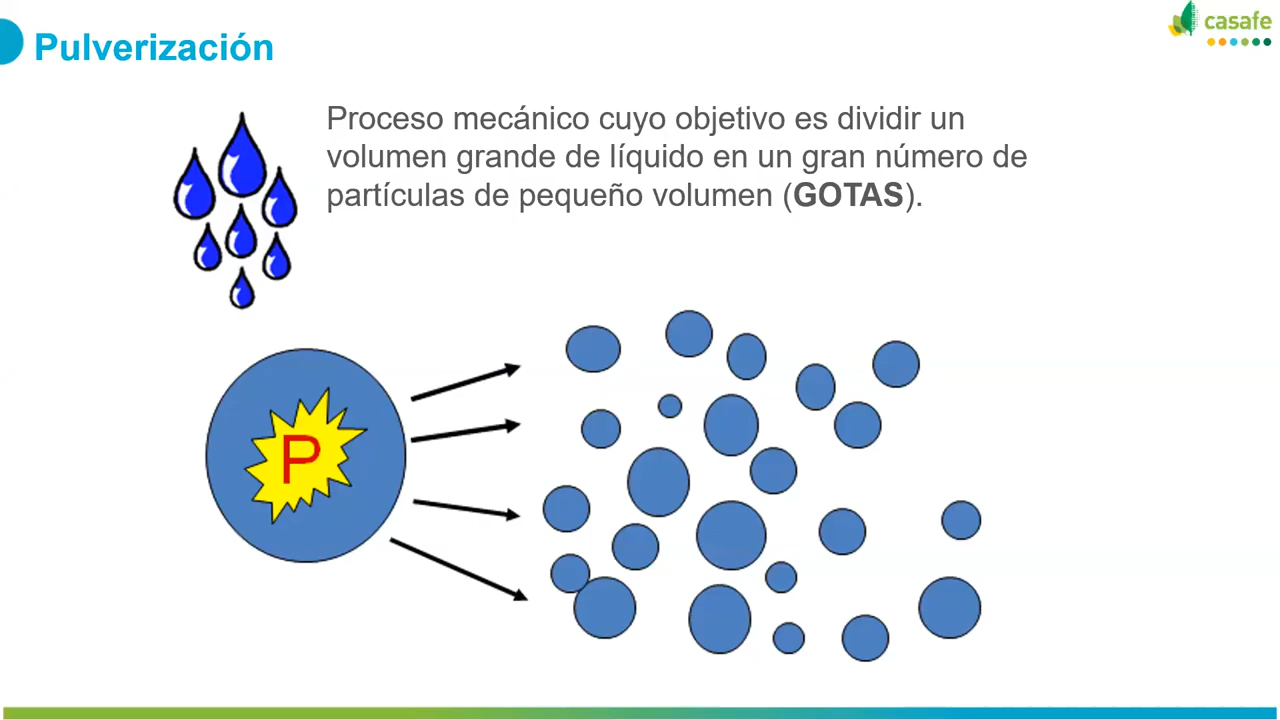 casafe
Pulverización
Proceso mecánico cuyo objetivo es dividir un
volumen grande de líquido en un gran número de
partículas de pequeño volumen (GOTAS).
P